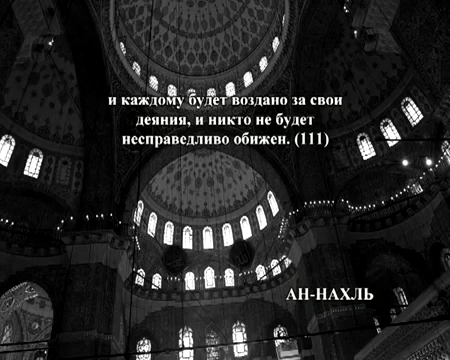 и каждому будет воздано за свои
деяния, и никто не будет
несправедливо обижен. (111)
АН-НАХЛЬ